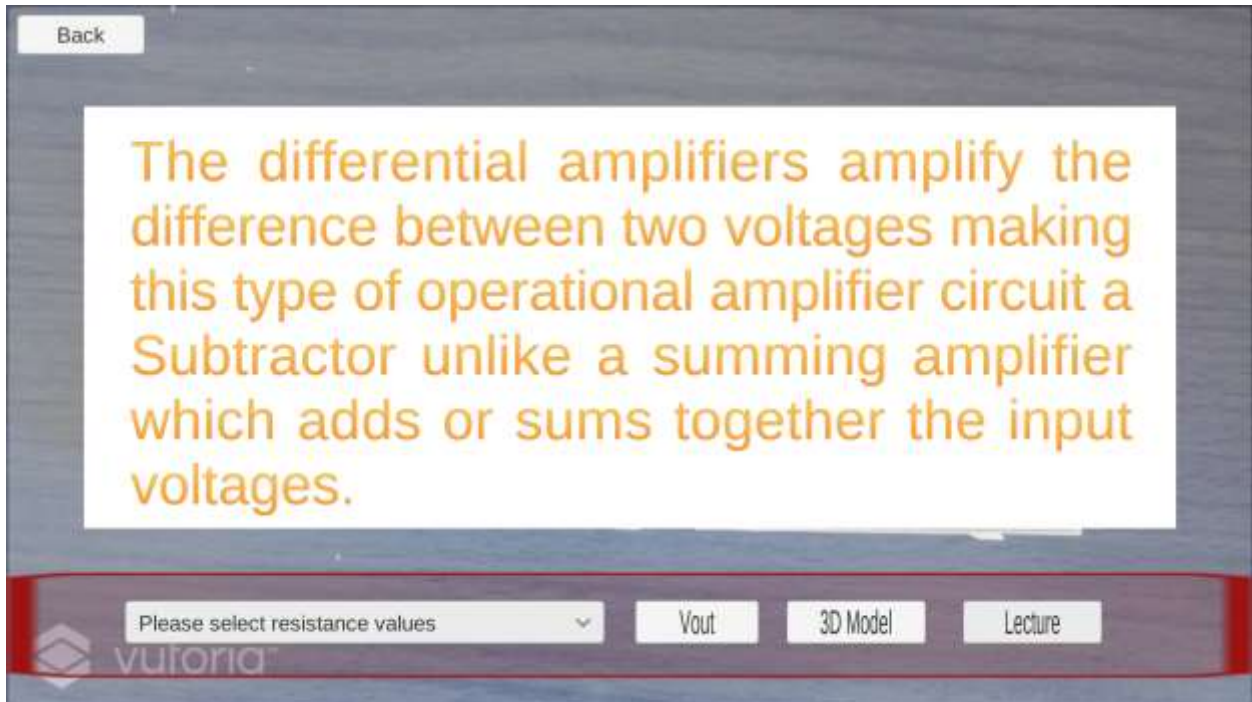 Back
The differential amplifiers amplify the
difference between two voltages making
this type of operational amplifier circuit a
Subtractor unlike a summing amplifier
which adds or sums together the input
voltages.
Please select resistance values
Vout
3D Model
Lecture
vuforia™